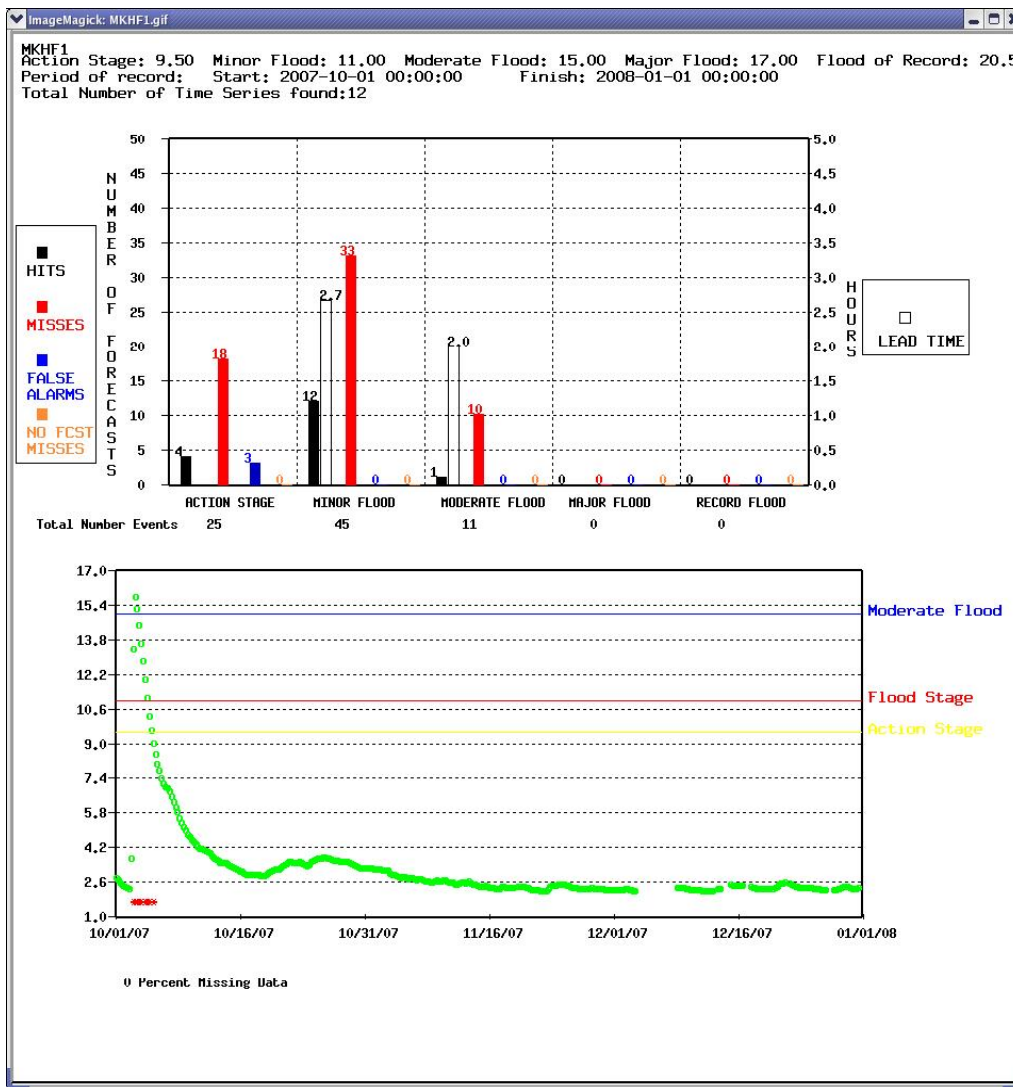 ImageMagick: MKHF1.gif
MKHF1
Action Stage: 9.50 Minor Flood: 11.00 Moderate Flood: 15.00 Major Flood: 17.00 Flood of Record: 20.5
Period of record: Start: 2007-10-01 00:00:00 Finish: 2008-01-01 00:00:00
Total Number of Time Series found:12
50 5.0
45 4.5
40 4.0
35 3.5
30 3.0
25 2.5
20 2.0
15 1.5
10 1.0
5 0.5
0 0.0
NUMBER OF FORECASTS
HOURS
HITS
MISSES
FALSE
ALARMS
NO FCST
MISSES
LEAD TIME
4 18 3 0
12 2.7 33 0 0
1 2.0 10 0 0
0 0 0 0
0 0 0 0
ACTION STAGE MINOR FLOOD MODERATE FLOOD MAJOR FLOOD RECORD FLOOD
Total Number Events 25 45 11 0 0
17.0
15.4
13.8
12.2
10.6
9.0
7.4
5.8
4.2
2.6
1.0
Moderate Flood
Flood Stage
Action Stage
10/01/07 10/16/07 10/31/07 11/16/07 12/01/07 12/16/07 01/01/08
0 Percent Missing Data